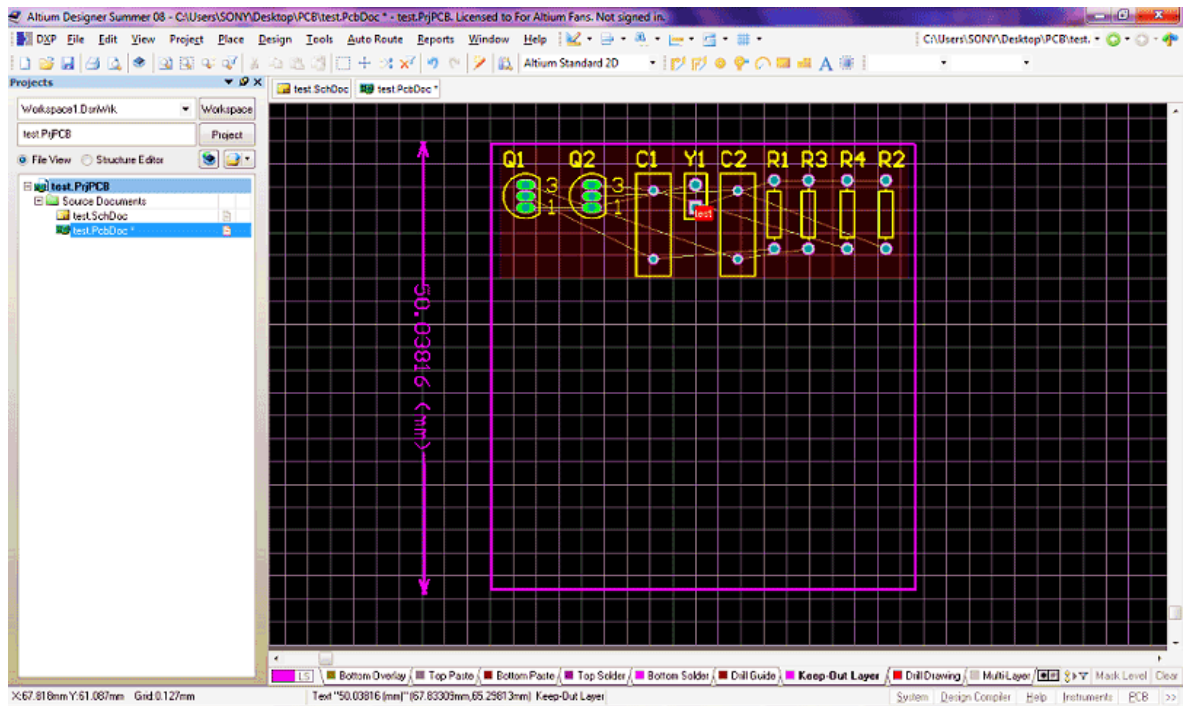 Altium Designer Summer 08 - C:\Users\SONY\Desktop\PCB\test.PcbDoc * - test.PrjPCB. Licensed to For Altium Fans. Not signed in.
DXP File Edit View Project Place Design Tools Auto Route Reports Window Help C:\Users\SONY\Desktop\PCB\test.
Altium Standard 2D
Projects
test.SchDoc test.PcbDoc *
Workspace1.DsnWrk Workspace
test.PrjPCB Project
File View Structure Editor
test.PrjPCB
Source Documents
test.SchDoc
test.PcbDoc *
Q1 Q2 C1 Y1 C2 R1 R3 R4 R2
3 3
1 1
test
50.03816 (mm)
LS Bottom Overlay Top Paste Bottom Paste Top Solder Bottom Solder Drill Guide Keep-Out Layer Drill Drawing Multi-Layer Mask Level Clear
X:67.818mm Y:61.087mm Grid:0.127mm Text "50.03816 (mm)"(67.83309mm,65.29813mm) Keep-Out Layer System Design Compiler Help Instruments PCB >>